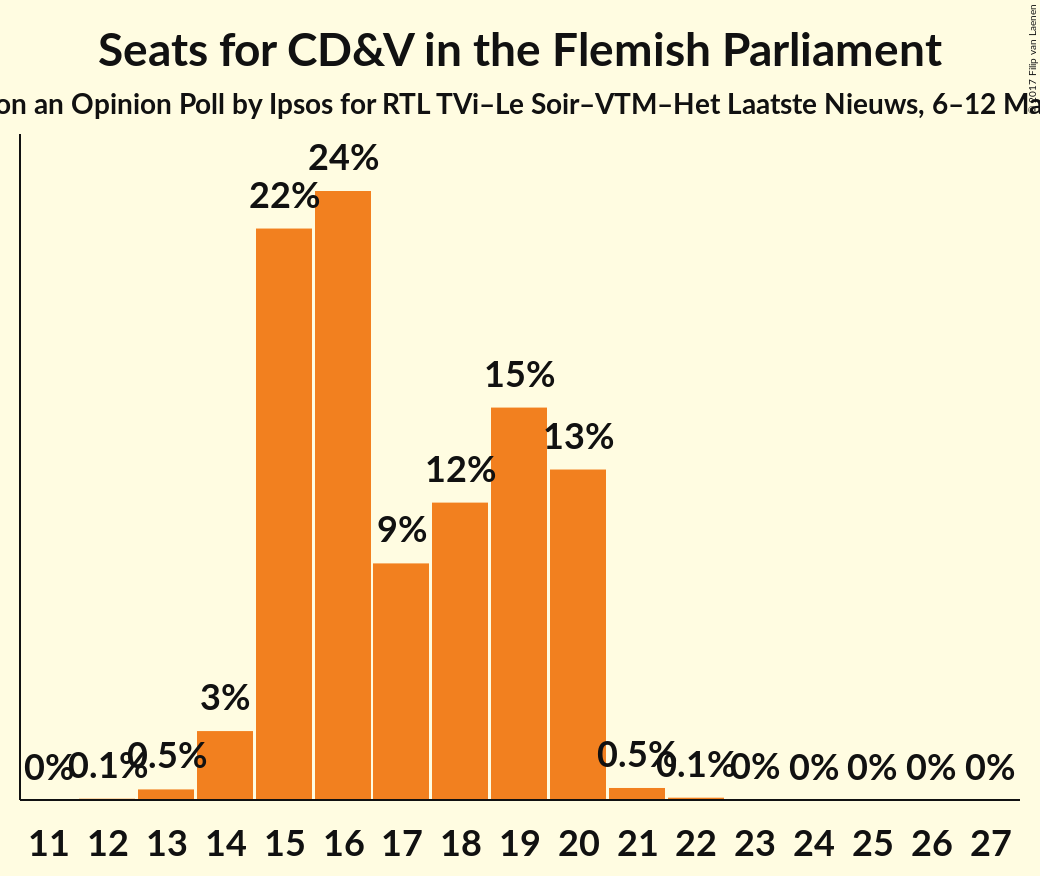 Seats for CD&V in the Flemish Parliament
on an Opinion Poll by Ipsos for RTL TVi–Le Soir–VTM–Het Laatste Nieuws, 6–12 Ma
© 2017 Filip van Laenen
0% 0.1% 0.5% 3% 22% 24% 9% 12% 15% 13% 0.5% 0.1% 0% 0% 0% 0% 0%
11 12 13 14 15 16 17 18 19 20 21 22 23 24 25 26 27